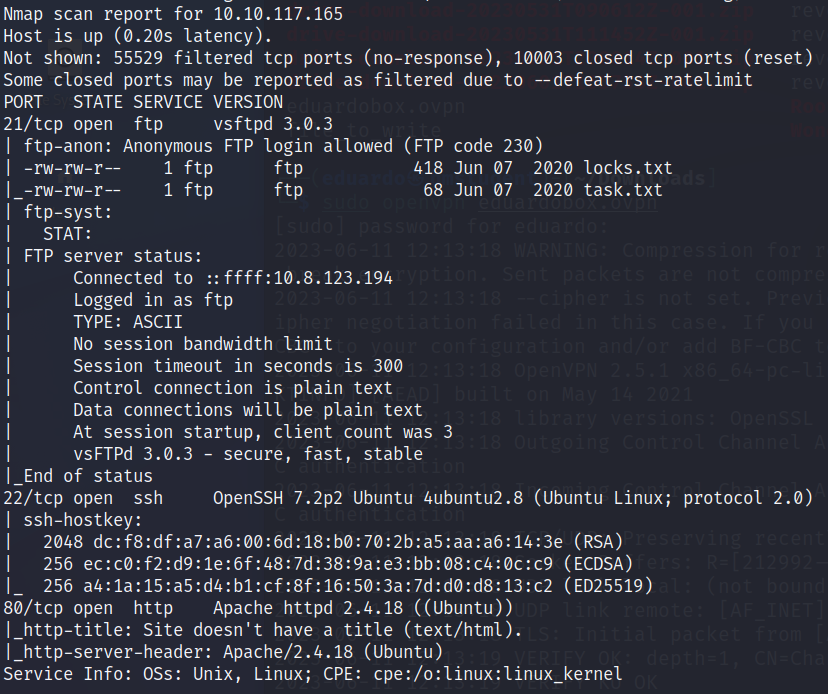 Nmap scan report for 10.10.117.165
Host is up (0.20s latency).
Not shown: 55529 filtered tcp ports (no-response), 10003 closed tcp ports (reset)
Some closed ports may be reported as filtered due to --defeat-rst-ratelimit
PORT   STATE SERVICE VERSION
21/tcp open  ftp     vsftpd 3.0.3
| ftp-anon: Anonymous FTP login allowed (FTP code 230)
| -rw-rw-r--    1 ftp      ftp           418 Jun 07  2020 locks.txt
|_-rw-rw-r--    1 ftp      ftp            68 Jun 07  2020 task.txt
| ftp-syst:
|   STAT:
| FTP server status:
|      Connected to ::ffff:10.8.123.194
|      Logged in as ftp
|      TYPE: ASCII
|      No session bandwidth limit
|      Session timeout in seconds is 300
|      Control connection is plain text
|      Data connections will be plain text
|      At session startup, client count was 3
|      vsFTPd 3.0.3 - secure, fast, stable
|_End of status
22/tcp open  ssh     OpenSSH 7.2p2 Ubuntu 4ubuntu2.8 (Ubuntu Linux; protocol 2.0)
| ssh-hostkey:
|   2048 dc:f8:df:a7:a6:00:6d:18:b0:70:2b:a5:aa:a6:14:3e (RSA)
|   256 ec:c0:f2:d9:1e:6f:48:7d:38:9a:e3:bb:08:c4:0c:c9 (ECDSA)
|_  256 a4:1a:15:a5:d4:b1:cf:8f:16:50:3a:7d:d0:d8:13:c2 (ED25519)
80/tcp open  http    Apache httpd 2.4.18 ((Ubuntu))
|_http-title: Site doesn't have a title (text/html).
|_http-server-header: Apache/2.4.18 (Ubuntu)
Service Info: OSs: Unix, Linux; CPE: cpe:/o:linux:linux_kernel